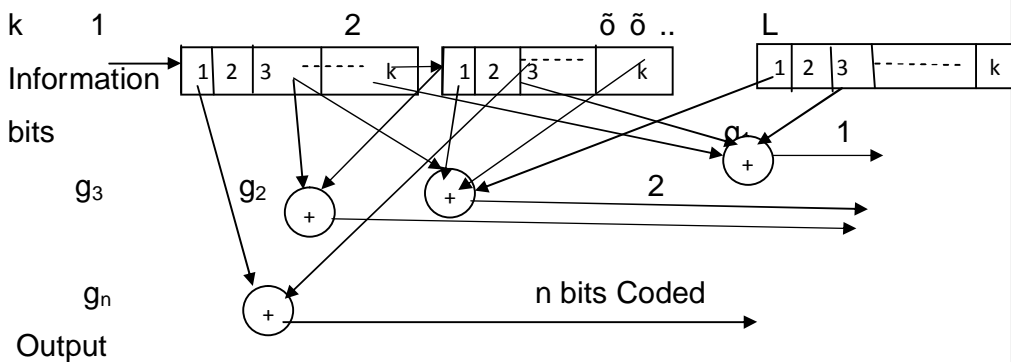 k 1 2 õ õ .. L
1 2 3 ------ k 1 2 3 -------- k 1 2 3 ---------- k
Information
bits 1
+
g3 g2 + 2
+
gn n bits Coded
+
Output